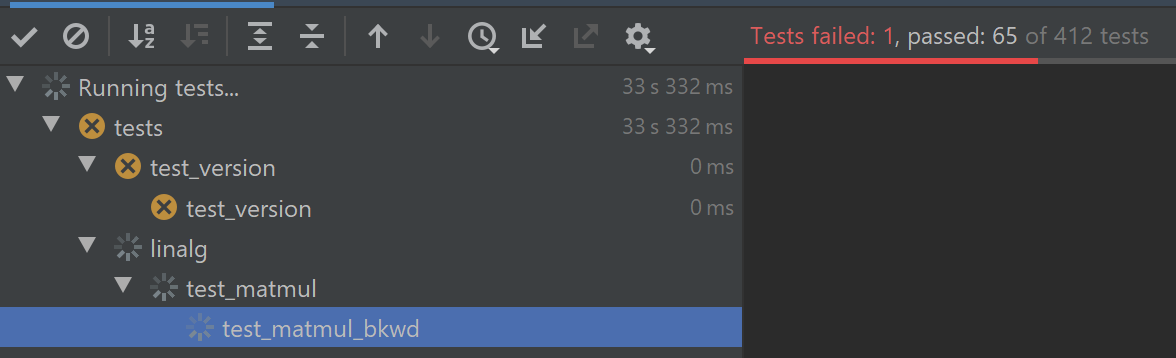 Tests failed: 1, passed: 65 of 412 tests
Running tests... 33 s 332 ms
tests 33 s 332 ms
test_version 0 ms
test_version 0 ms
linalg
test_matmul
test_matmul_bkwd